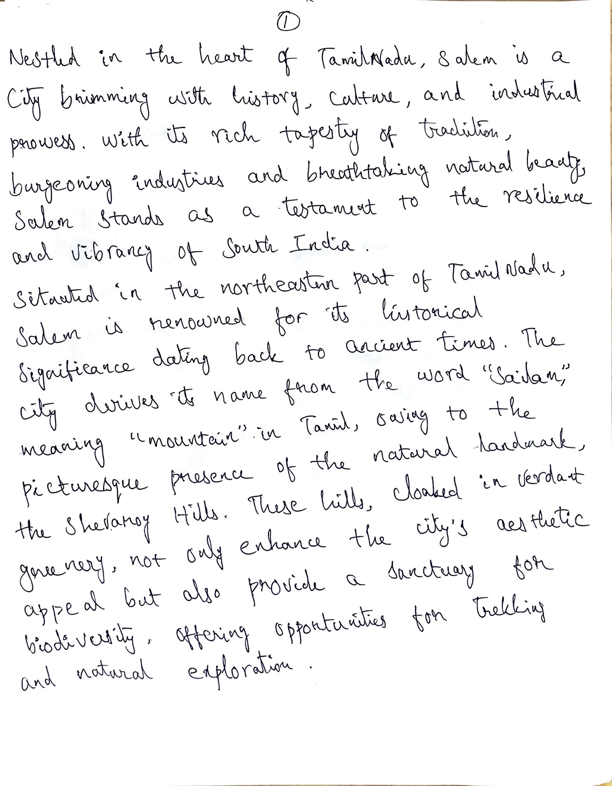 1
Nestled in the heart of TamilNadu, Salem is a
City brimming with history, culture, and industrial
prowess. With its rich tapestry of tradition,
burgeoning industries and breathtaking natural beauty,
Salem stands as a testament to the resilience
and vibrancy of South India.
Situated in the northeastern part of Tamil Nadu,
Salem is renowned for its historical
significance dating back to ancient times. The
city derives its name from the word "Sailam,"
meaning "mountain" in Tamil, owing to the
picturesque presence of the natural landmark,
the Shevaroy Hills. These hills, cloaked in verdant
greenery, not only enhance the city's aesthetic
appeal but also provide a sanctuary for
biodiversity, offering opportunities for trekking
and natural exploration.